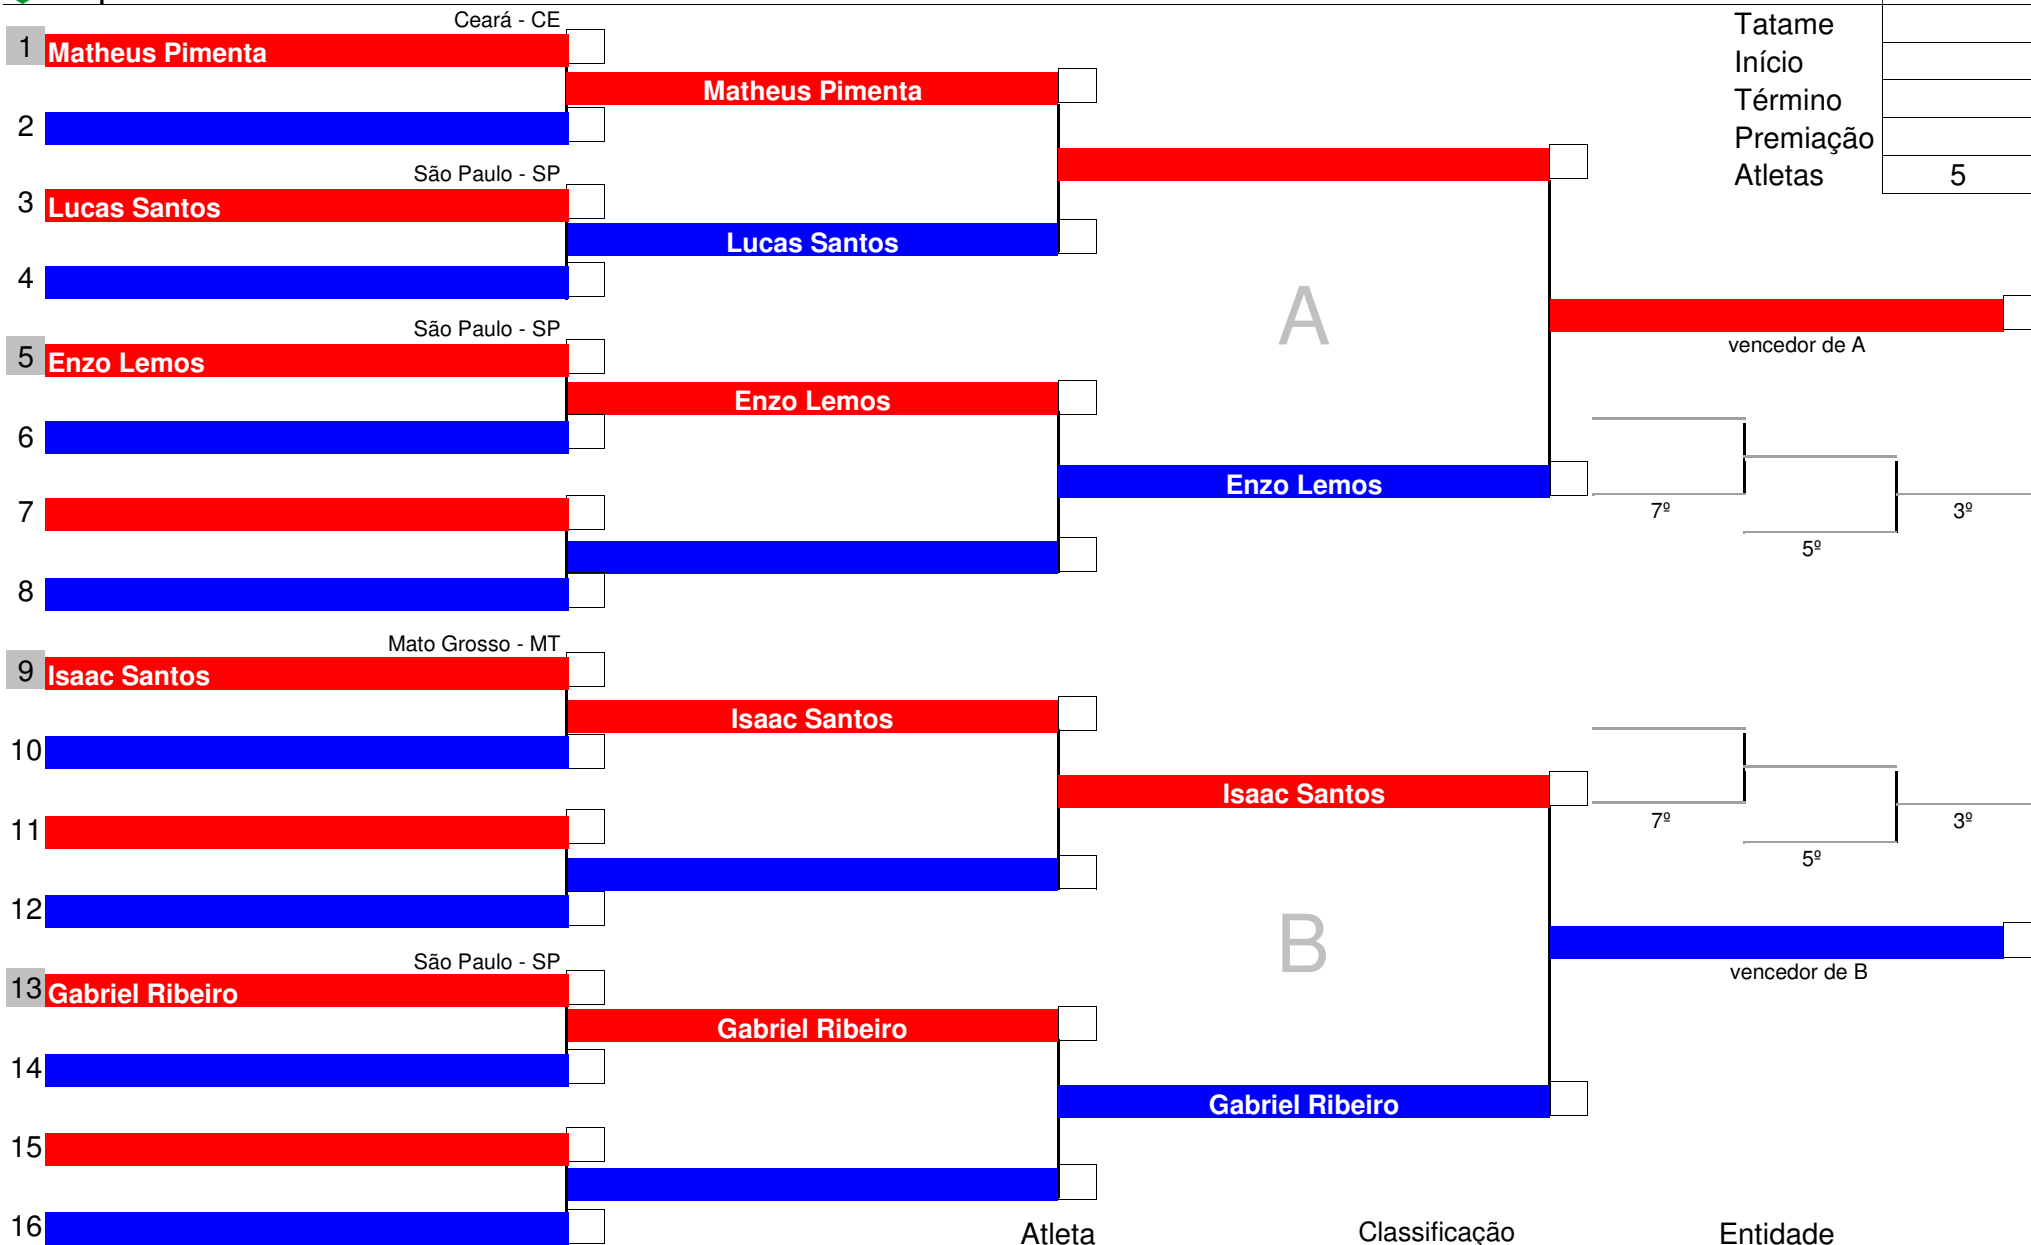 Ceará - CE
Tatame
1 Matheus Pimenta
Início
Matheus Pimenta
Término
2
Premiação
São Paulo - SP
Atletas 5
3 Lucas Santos
Lucas Santos
4
A
São Paulo - SP
vencedor de A
5 Enzo Lemos
Enzo Lemos
6
Enzo Lemos
7
7º 3º
5º
8
Mato Grosso - MT
9 Isaac Santos
Isaac Santos
10
Isaac Santos
11
7º 3º
5º
12
B
São Paulo - SP
vencedor de B
13 Gabriel Ribeiro
Gabriel Ribeiro
14
Gabriel Ribeiro
15
16
Atleta Classificação Entidade